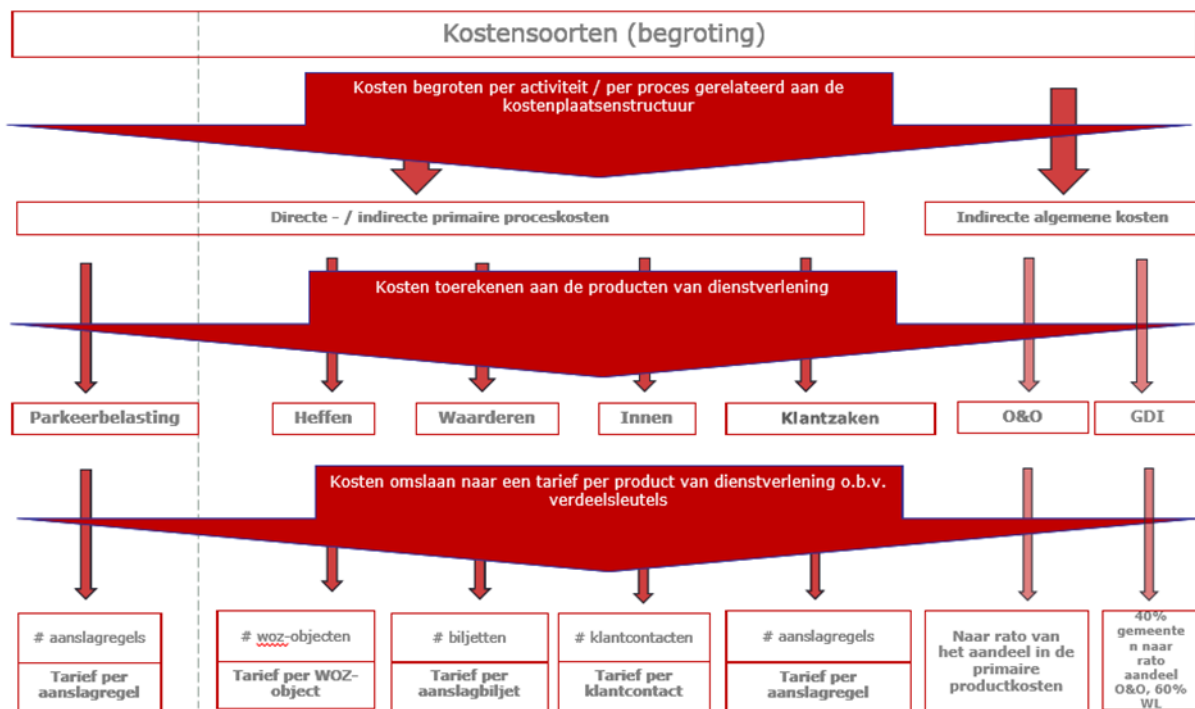 Kostensoorten (begroting)
Kosten begroten per activiteit / per proces gerelateerd aan de
kostenplaatsenstructuur
Directe - / indirecte primaire proceskosten
Indirecte algemene kosten
Kosten toerekenen aan de producten van dienstverlening
Parkeerbelasting
Heffen
Waarderen
Innen
Klantzaken
O&O
GDI
Kosten omslaan naar een tarief per product van dienstverlening o.b.v.
verdeelsleutels
# aanslagregels
Tarief per
aanslagregel
# woz-objecten
Tarief per WOZ-
object
# biljetten
Tarief per
aanslagbiljet
# klantcontacten
Tarief per
klantcontact
# aanslagregels
Tarief per
aanslagregel
Naar rato van
het aandeel in de
primaire
productkosten
40%
gemeente
n naar
rato
aandeel
O&O, 60%
WL